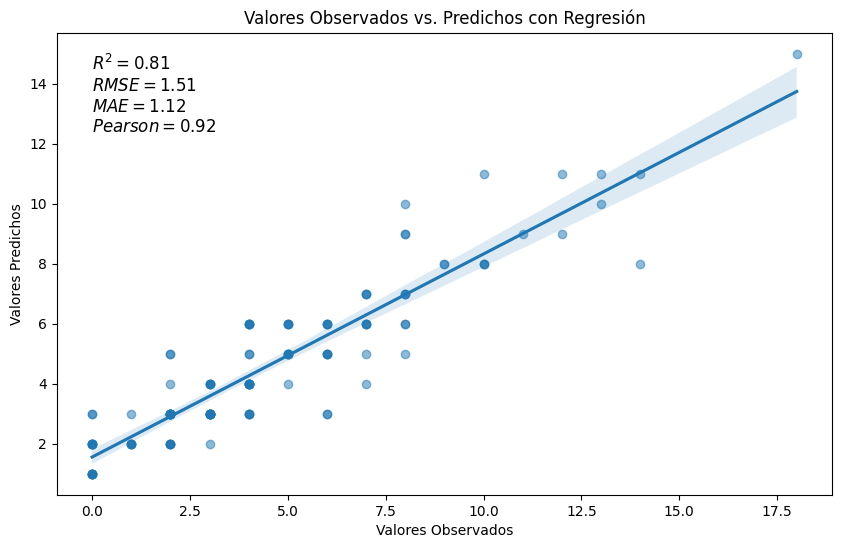 Valores Observados vs. Predichos con Regresión
R² = 0.81
RMSE = 1.51
MAE = 1.12
Pearson = 0.92
Valores Predichos
14
12
10
8
6
4
2
0.0 2.5 5.0 7.5 10.0 12.5 15.0 17.5
Valores Observados